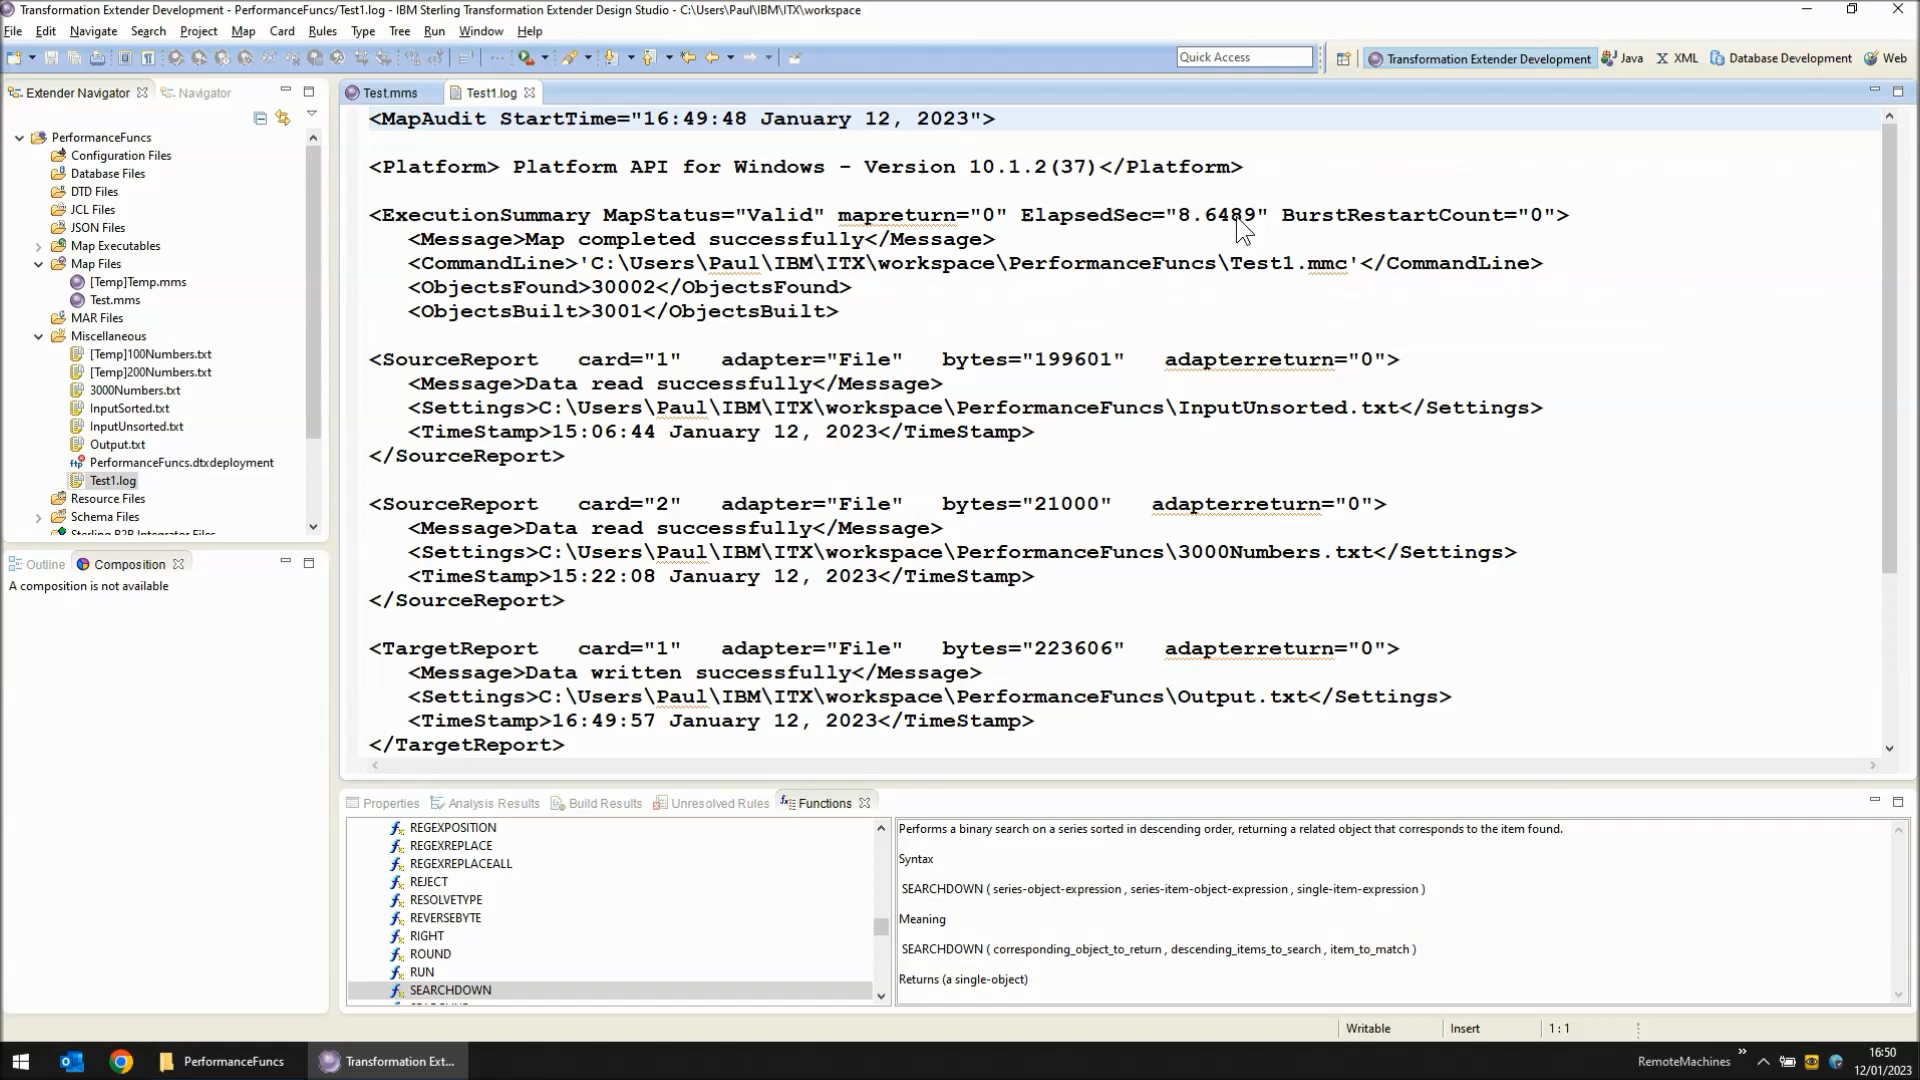 Transformation Extender Development - PerformanceFuncs/Test1.log - IBM Sterling Transformation Extender Design Studio - C:\Users\Paul\IBM\ITX\workspace
File Edit Navigate Search Project Map Card Rules Type Tree Run Window Help
Quick Access
Transformation Extender Development Java XML Database Development Web
Extender Navigator Navigator
PerformanceFuncs
Configuration Files
Database Files
DTD Files
JCL Files
JSON Files
Map Executables
Map Files
[Temp]Temp.mms
Test.mms
MAR Files
Miscellaneous
[Temp]100Numbers.txt
[Temp]200Numbers.txt
3000Numbers.txt
InputSorted.txt
InputUnsorted.txt
Output.txt
PerformanceFuncs.dtxdeployment
Test1.log
Resource Files
Schema Files
Sterling B2B Integrator Files
Outline Composition
A composition is not available
Test.mms Test1.log
<MapAudit StartTime="16:49:48 January 12, 2023">
<Platform> Platform API for Windows - Version 10.1.2(37)</Platform>
<ExecutionSummary MapStatus="Valid" mapreturn="0" ElapsedSec="8.6489" BurstRestartCount="0">
<Message>Map completed successfully</Message>
<CommandLine>'C:\Users\Paul\IBM\ITX\workspace\PerformanceFuncs\Test1.mmc'</CommandLine>
<ObjectsFound>30002</ObjectsFound>
<ObjectsBuilt>3001</ObjectsBuilt>
<SourceReport card="1" adapter="File" bytes="199601" adapterreturn="0">
<Message>Data read successfully</Message>
<Settings>C:\Users\Paul\IBM\ITX\workspace\PerformanceFuncs\InputUnsorted.txt</Settings>
<TimeStamp>15:06:44 January 12, 2023</TimeStamp>
</SourceReport>
<SourceReport card="2" adapter="File" bytes="21000" adapterreturn="0">
<Message>Data read successfully</Message>
<Settings>C:\Users\Paul\IBM\ITX\workspace\PerformanceFuncs\3000Numbers.txt</Settings>
<TimeStamp>15:22:08 January 12, 2023</TimeStamp>
</SourceReport>
<TargetReport card="1" adapter="File" bytes="223606" adapterreturn="0">
<Message>Data written successfully</Message>
<Settings>C:\Users\Paul\IBM\ITX\workspace\PerformanceFuncs\Output.txt</Settings>
<TimeStamp>16:49:57 January 12, 2023</TimeStamp>
</TargetReport>
Properties Analysis Results Build Results Unresolved Rules Functions
REGEXPOSITION
REGEXREPLACE
REGEXREPLACEALL
REJECT
RESOLVETYPE
REVERSEBYTE
RIGHT
ROUND
RUN
SEARCHDOWN
Performs a binary search on a series sorted in descending order, returning a related object that corresponds to the item found.
Syntax
SEARCHDOWN ( series-object-expression , series-item-object-expression , single-item-expression )
Meaning
SEARCHDOWN ( corresponding_object_to_return , descending_items_to_search , item_to_match )
Returns (a single-object)
Writable Insert 1 : 1
PerformanceFuncs Transformation Ext... RemoteMachines
16:50
12/01/2023